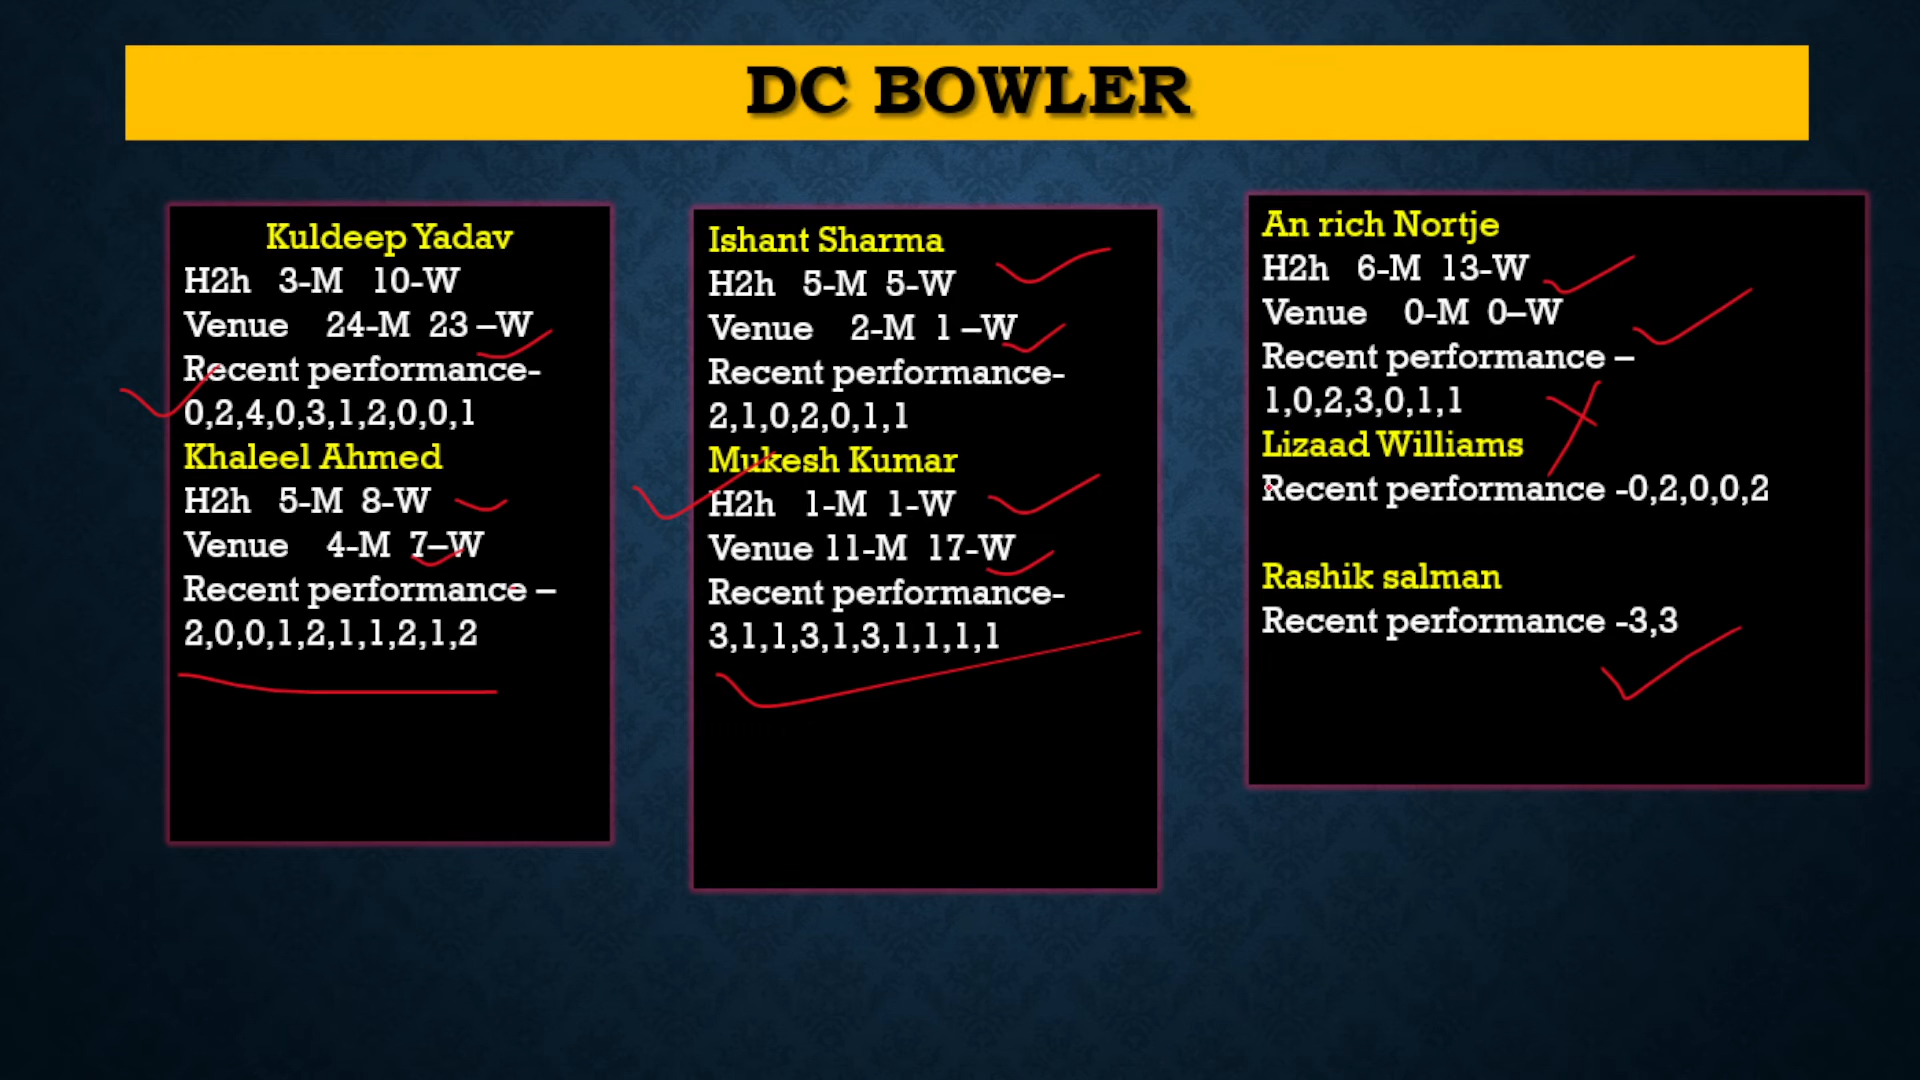 DC BOWLER
Kuldeep Yadav
H2h 3-M 10-W
Venue 24-M 23 –W
Recent performance-
0,2,4,0,3,1,2,0,0,1
Khaleel Ahmed
H2h 5-M 8-W
Venue 4-M 7–W
Recent performance –
2,0,0,1,2,1,1,2,1,2
Ishant Sharma
H2h 5-M 5-W
Venue 2-M 1 –W
Recent performance-
2,1,0,2,0,1,1
Mukesh Kumar
H2h 1-M 1-W
Venue 11-M 17-W
Recent performance-
3,1,1,3,1,3,1,1,1,1
An rich Nortje
H2h 6-M 13-W
Venue 0-M 0–W
Recent performance –
1,0,2,3,0,1,1
Lizaad Williams
Recent performance -0,2,0,0,2
Rashik salman
Recent performance -3,3